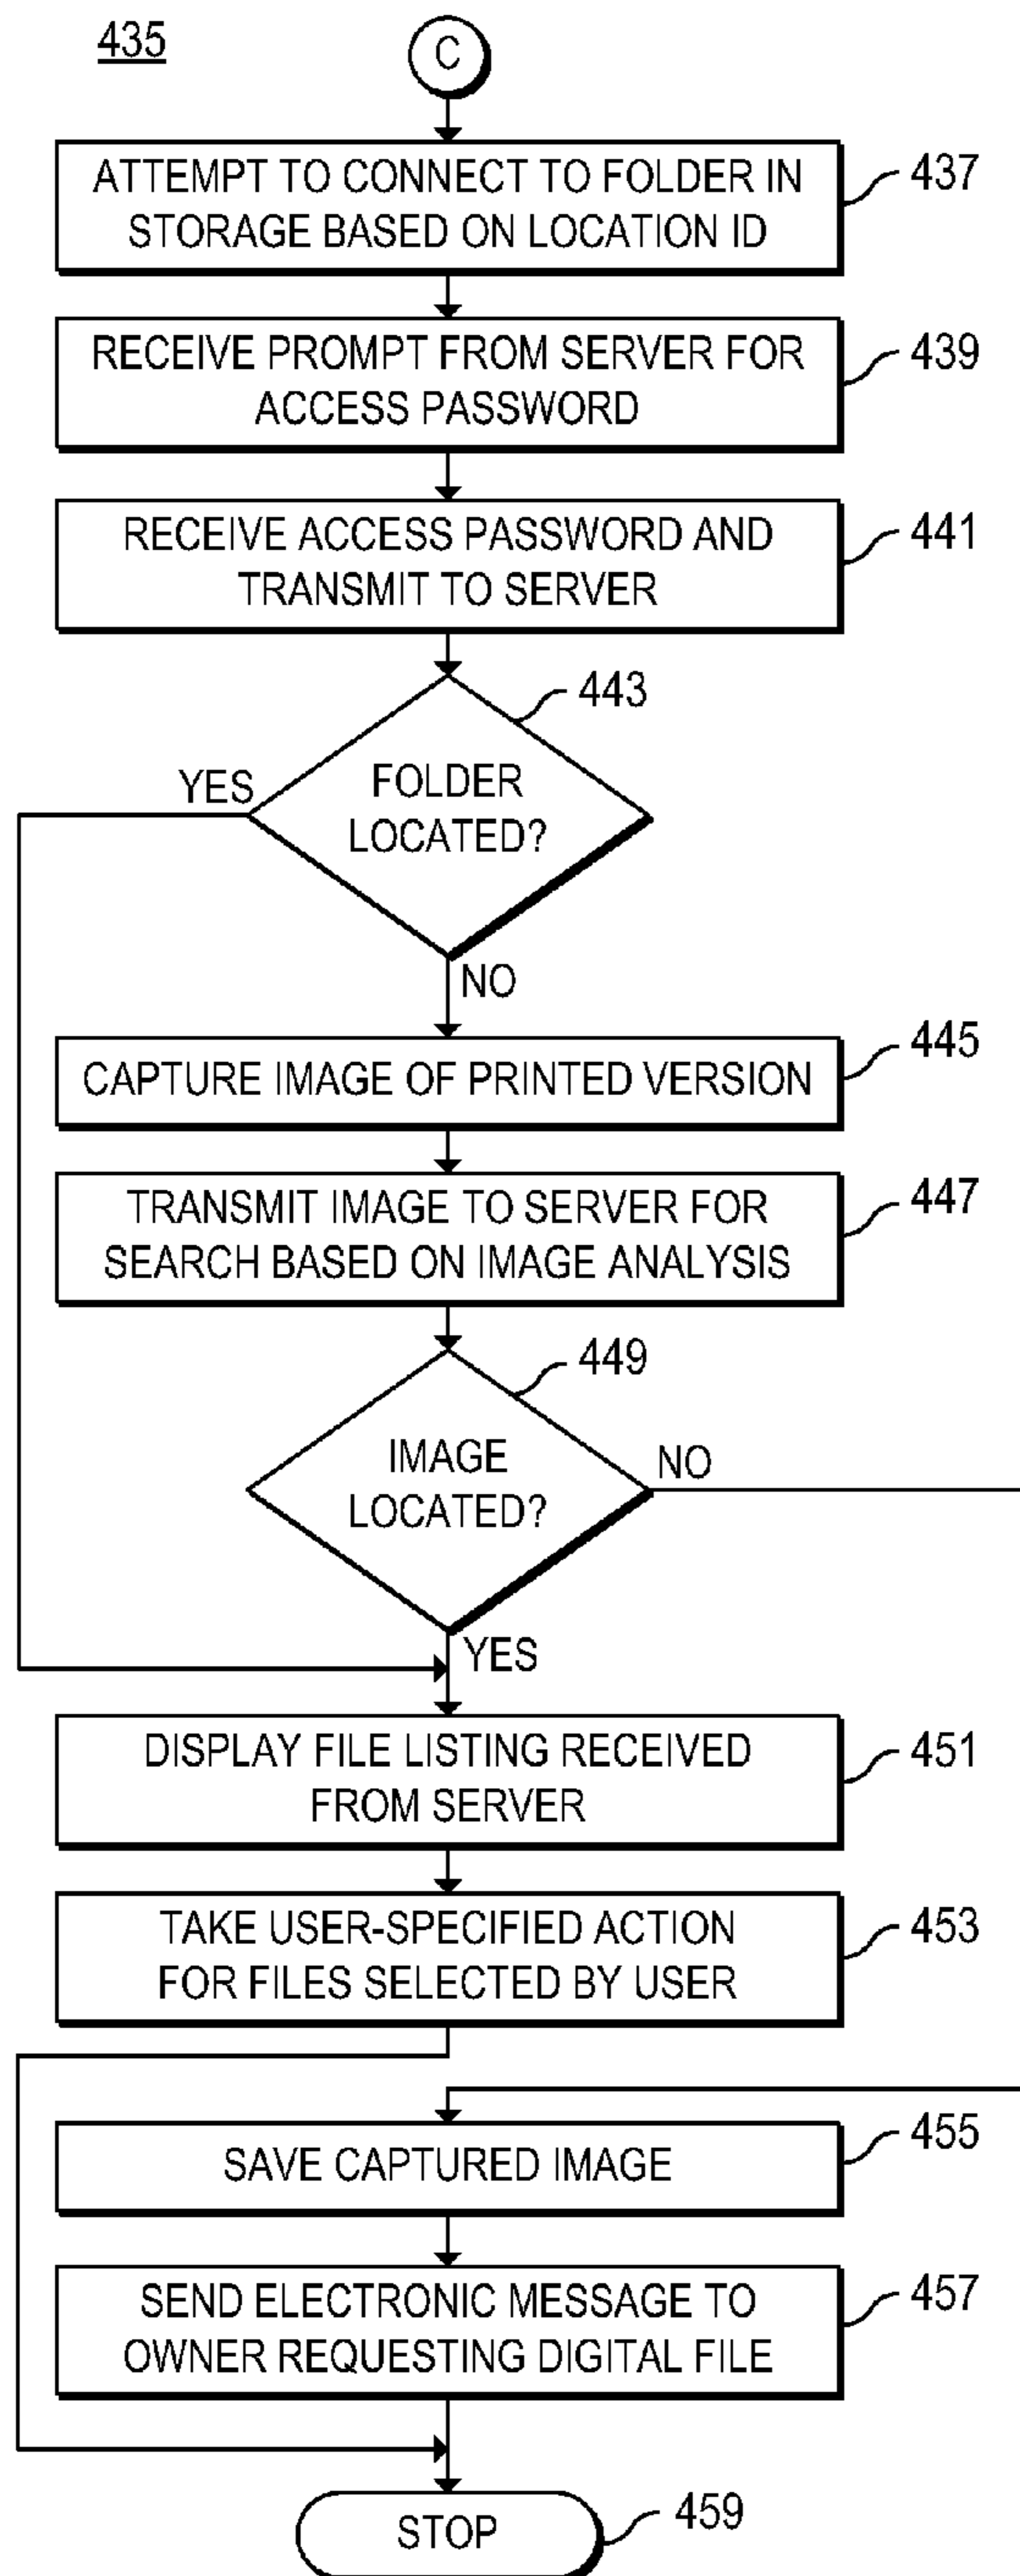 435
C
ATTEMPT TO CONNECT TO FOLDER IN
STORAGE BASED ON LOCATION ID
437
RECEIVE PROMPT FROM SERVER FOR
ACCESS PASSWORD
439
RECEIVE ACCESS PASSWORD AND
TRANSMIT TO SERVER
441
443
YES
FOLDER
LOCATED?
NO
445
CAPTURE IMAGE OF PRINTED VERSION
TRANSMIT IMAGE TO SERVER FOR
SEARCH BASED ON IMAGE ANALYSIS
447
449
IMAGE
LOCATED?
NO
YES
DISPLAY FILE LISTING RECEIVED
FROM SERVER
451
TAKE USER-SPECIFIED ACTION
FOR FILES SELECTED BY USER
453
455
SAVE CAPTURED IMAGE
SEND ELECTRONIC MESSAGE TO
OWNER REQUESTING DIGITAL FILE
457
STOP
459